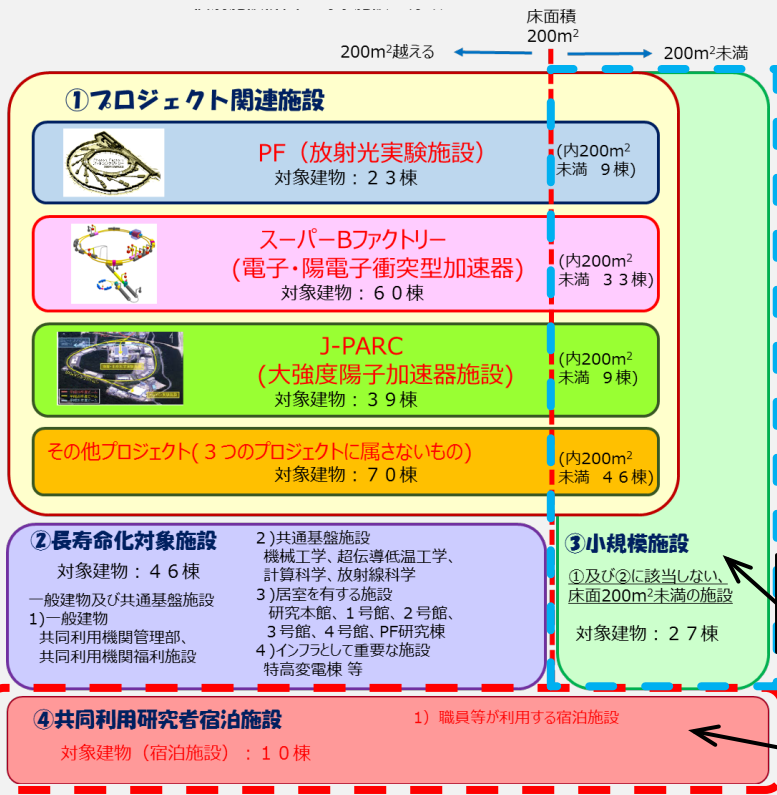 床面積
200m²
200m²越える
200m²未満
①プロジェクト関連施設
PF（放射光実験施設）
対象建物：２３棟
(内200m²
未満 ９棟)
スーパーBファクトリー
(電子・陽電子衝突型加速器)
対象建物：６０棟
(内200m²
未満 ３３棟)
J-PARC
(大強度陽子加速器施設)
対象建物：３９棟
(内200m²
未満 ９棟)
その他プロジェクト(３つのプロジェクトに属さないもの)
対象建物：７０棟
(内200m²
未満 ４６棟)
②長寿命化対象施設
対象建物：４６棟
一般建物及び共通基盤施設
1)一般建物
共同利用機関管理部、
共同利用機関福利施設
２)共通基盤施設
機械工学、超伝導低温工学、
計算科学、放射線科学
３)居室を有する施設
研究本館、１号館、２号館、
３号館、４号館、PF研究棟
４)インフラとして重要な施設
特高変電棟 等
③小規模施設
①及び②に該当しない、
床面200m²未満の施設
対象建物：２７棟
④共同利用研究者宿泊施設
対象建物（宿泊施設）：１０棟
1）職員等が利用する宿泊施設